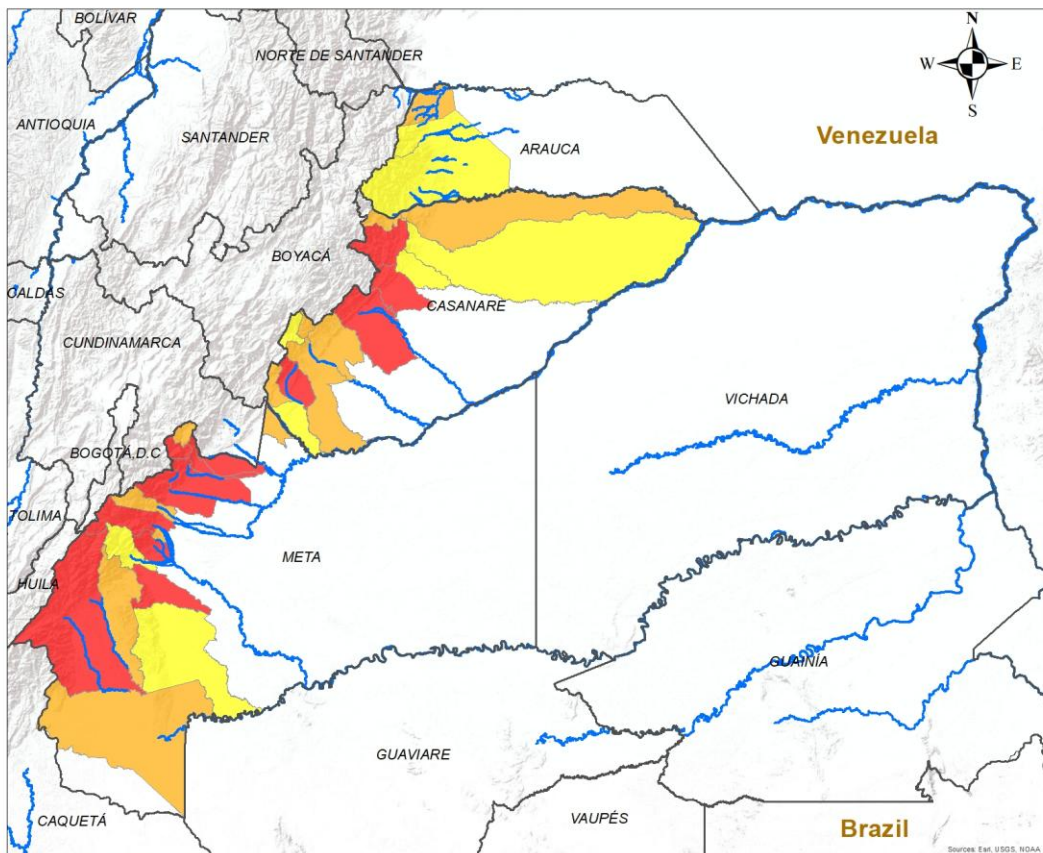 BOLÍVAR
N
NORTE DE SANTANDER
W
E
S
ANTIOQUIA
SANTANDER
Venezuela
ARAUCA
BOYACÁ
CALDAS
CASANARE
CUNDINAMARCA
VICHADA
BOGOTÁ, D.C
TOLIMA
META
HUILA
GUAINÍA
GUAVIARE
CAQUETÁ
VAUPÉS
Brazil
Sources: Esri, USGS, NOAA